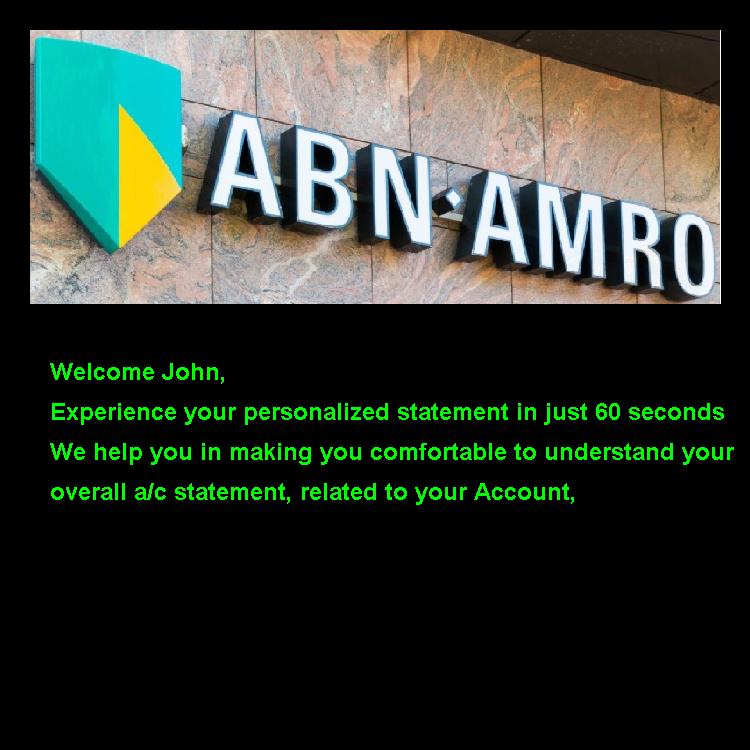 ABN·AMRO
Welcome John,
Experience your personalized statement in just 60 seconds
We help you in making you comfortable to understand your
overall a/c statement, related to your Account,